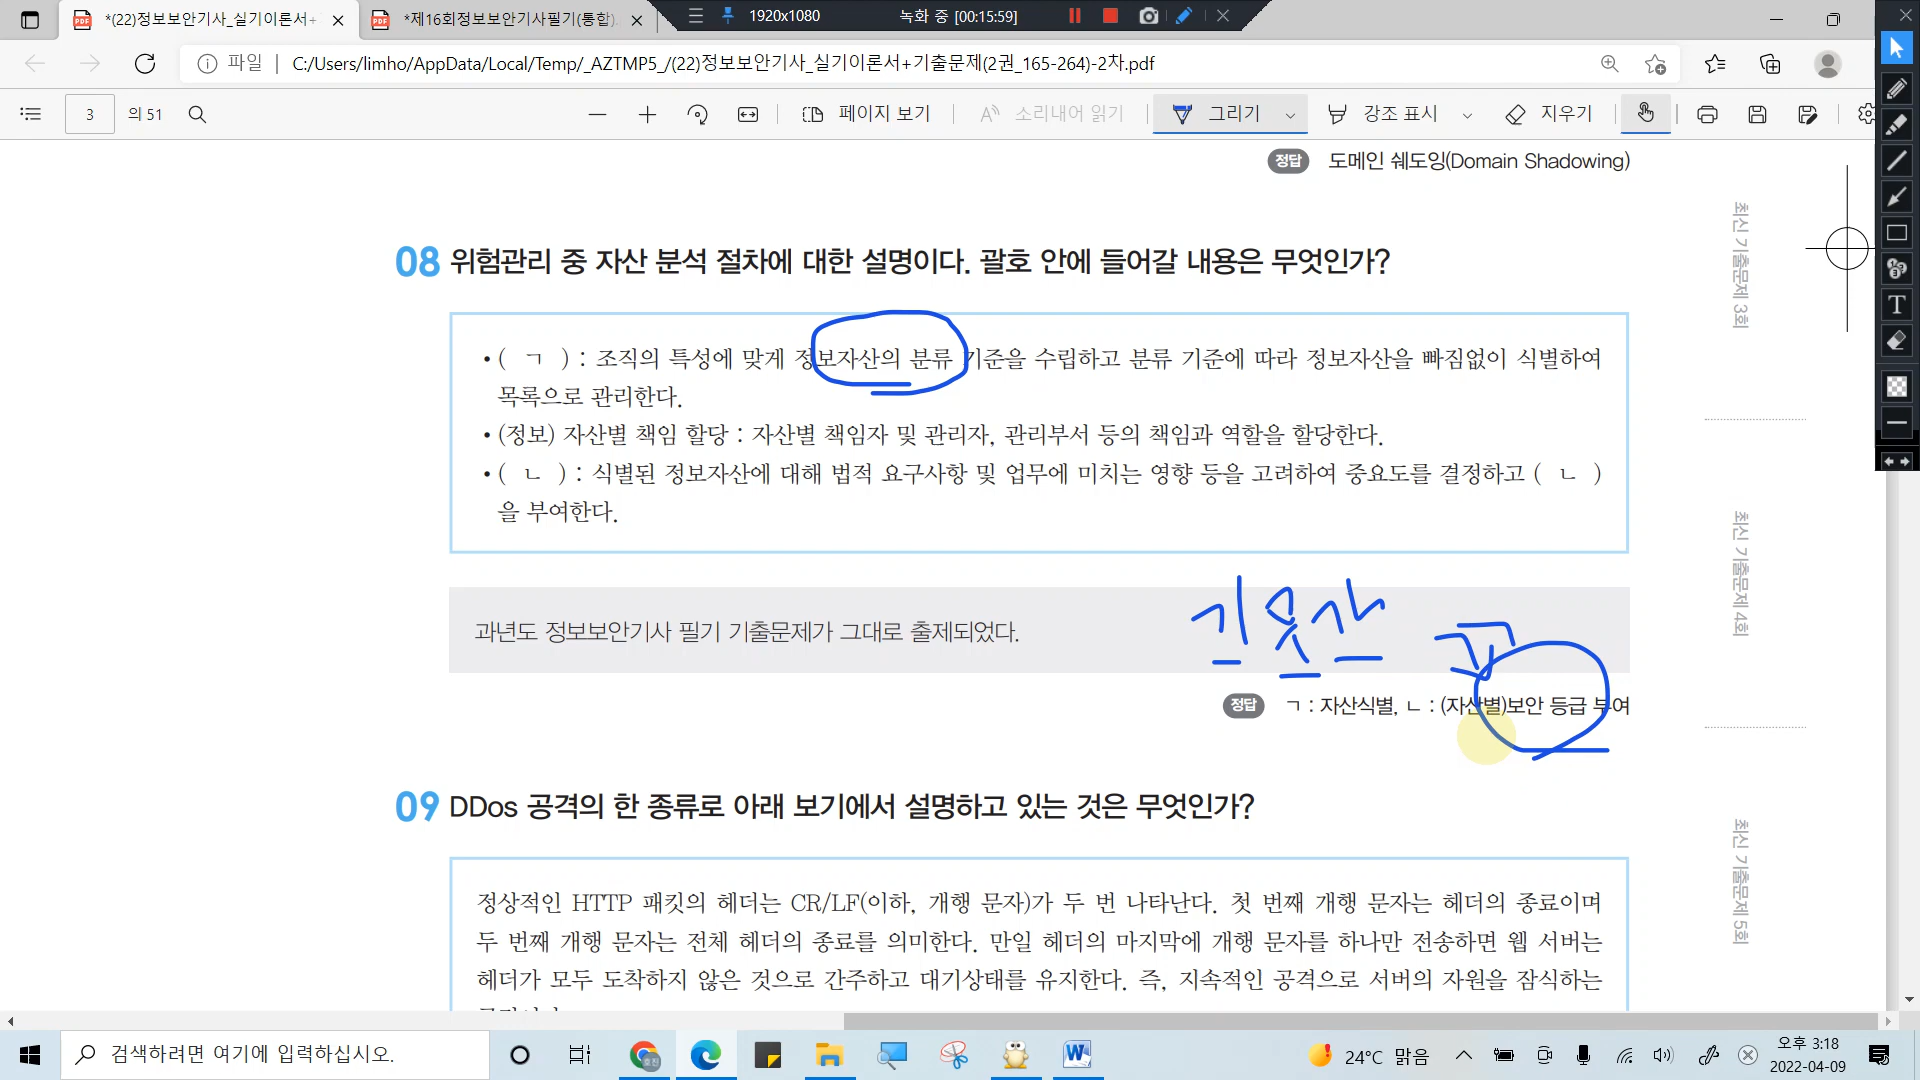 *(22)정보보안기사_실기이론서+
*제16회정보보안기사필기(통합).
1920x1080
녹화 중 [00:15:59]
파일
C:/Users/limho/AppData/Local/Temp/_AZTMP5_/(22)정보보안기사_실기이론서+기출문제(2권_165-264)-2차.pdf
3 의 51
페이지 보기
소리내어 읽기
그리기
강조 표시
지우기
정답 도메인 쉐도잉(Domain Shadowing)
08 위험관리 중 자산 분석 절차에 대한 설명이다. 괄호 안에 들어갈 내용은 무엇인가?
• ( ㄱ ) : 조직의 특성에 맞게 정보자산의 분류 기준을 수립하고 분류 기준에 따라 정보자산을 빠짐없이 식별하여
목록으로 관리한다.
• (정보) 자산별 책임 할당 : 자산별 책임자 및 관리자, 관리부서 등의 책임과 역할을 할당한다.
• ( ㄴ ) : 식별된 정보자산에 대해 법적 요구사항 및 업무에 미치는 영향 등을 고려하여 중요도를 결정하고 ( ㄴ )
을 부여한다.
과년도 정보보안기사 필기 기출문제가 그대로 출제되었다.
정답 ㄱ : 자산식별, ㄴ : (자산별)보안 등급 부여
09 DDos 공격의 한 종류로 아래 보기에서 설명하고 있는 것은 무엇인가?
정상적인 HTTP 패킷의 헤더는 CR/LF(이하, 개행 문자)가 두 번 나타난다. 첫 번째 개행 문자는 헤더의 종료이며
두 번째 개행 문자는 전체 헤더의 종료를 의미한다. 만일 헤더의 마지막에 개행 문자를 하나만 전송하면 웹 서버는
헤더가 모두 도착하지 않은 것으로 간주하고 대기상태를 유지한다. 즉, 지속적인 공격으로 서버의 자원을 잠식하는
최신 기출문제 3회
최신 기출문제 4회
최신 기출문제 5회
검색하려면 여기에 입력하십시오.
24°C 맑음
오후 3:18
2022-04-09